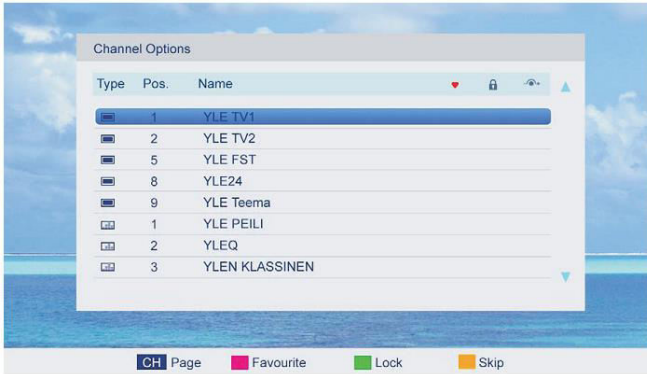 Channel Options
Type Pos. Name
1 YLE TV1
2 YLE TV2
5 YLE FST
8 YLE24
9 YLE Teema
1 YLE PEILI
2 YLEQ
3 YLEN KLASSINEN
CH Page Favourite Lock Skip